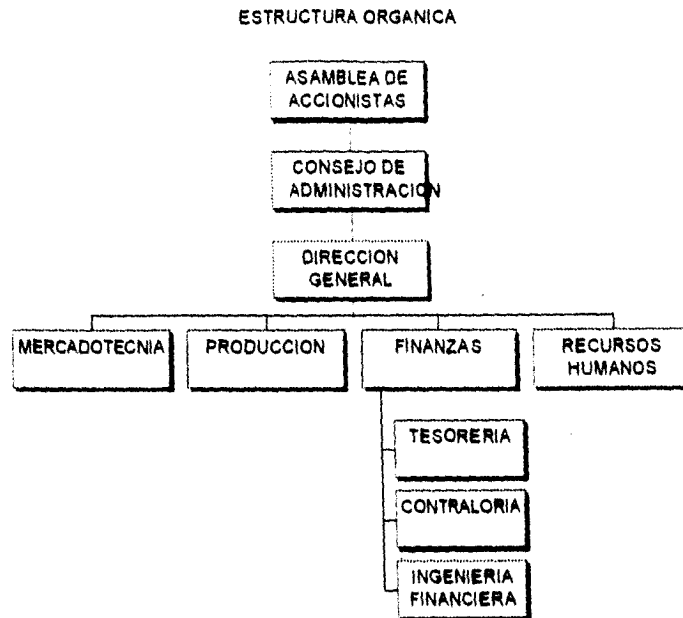 ESTRUCTURA ORGANICA
ASAMBLEA DE
ACCIONISTAS
CONSEJO DE
ADMINISTRACION
DIRECCION
GENERAL
MERCADOTECNIA
PRODUCCION
FINANZAS
RECURSOS
HUMANOS
TESORERIA
CONTRALORIA
INGENIERIA
FINANCIERA